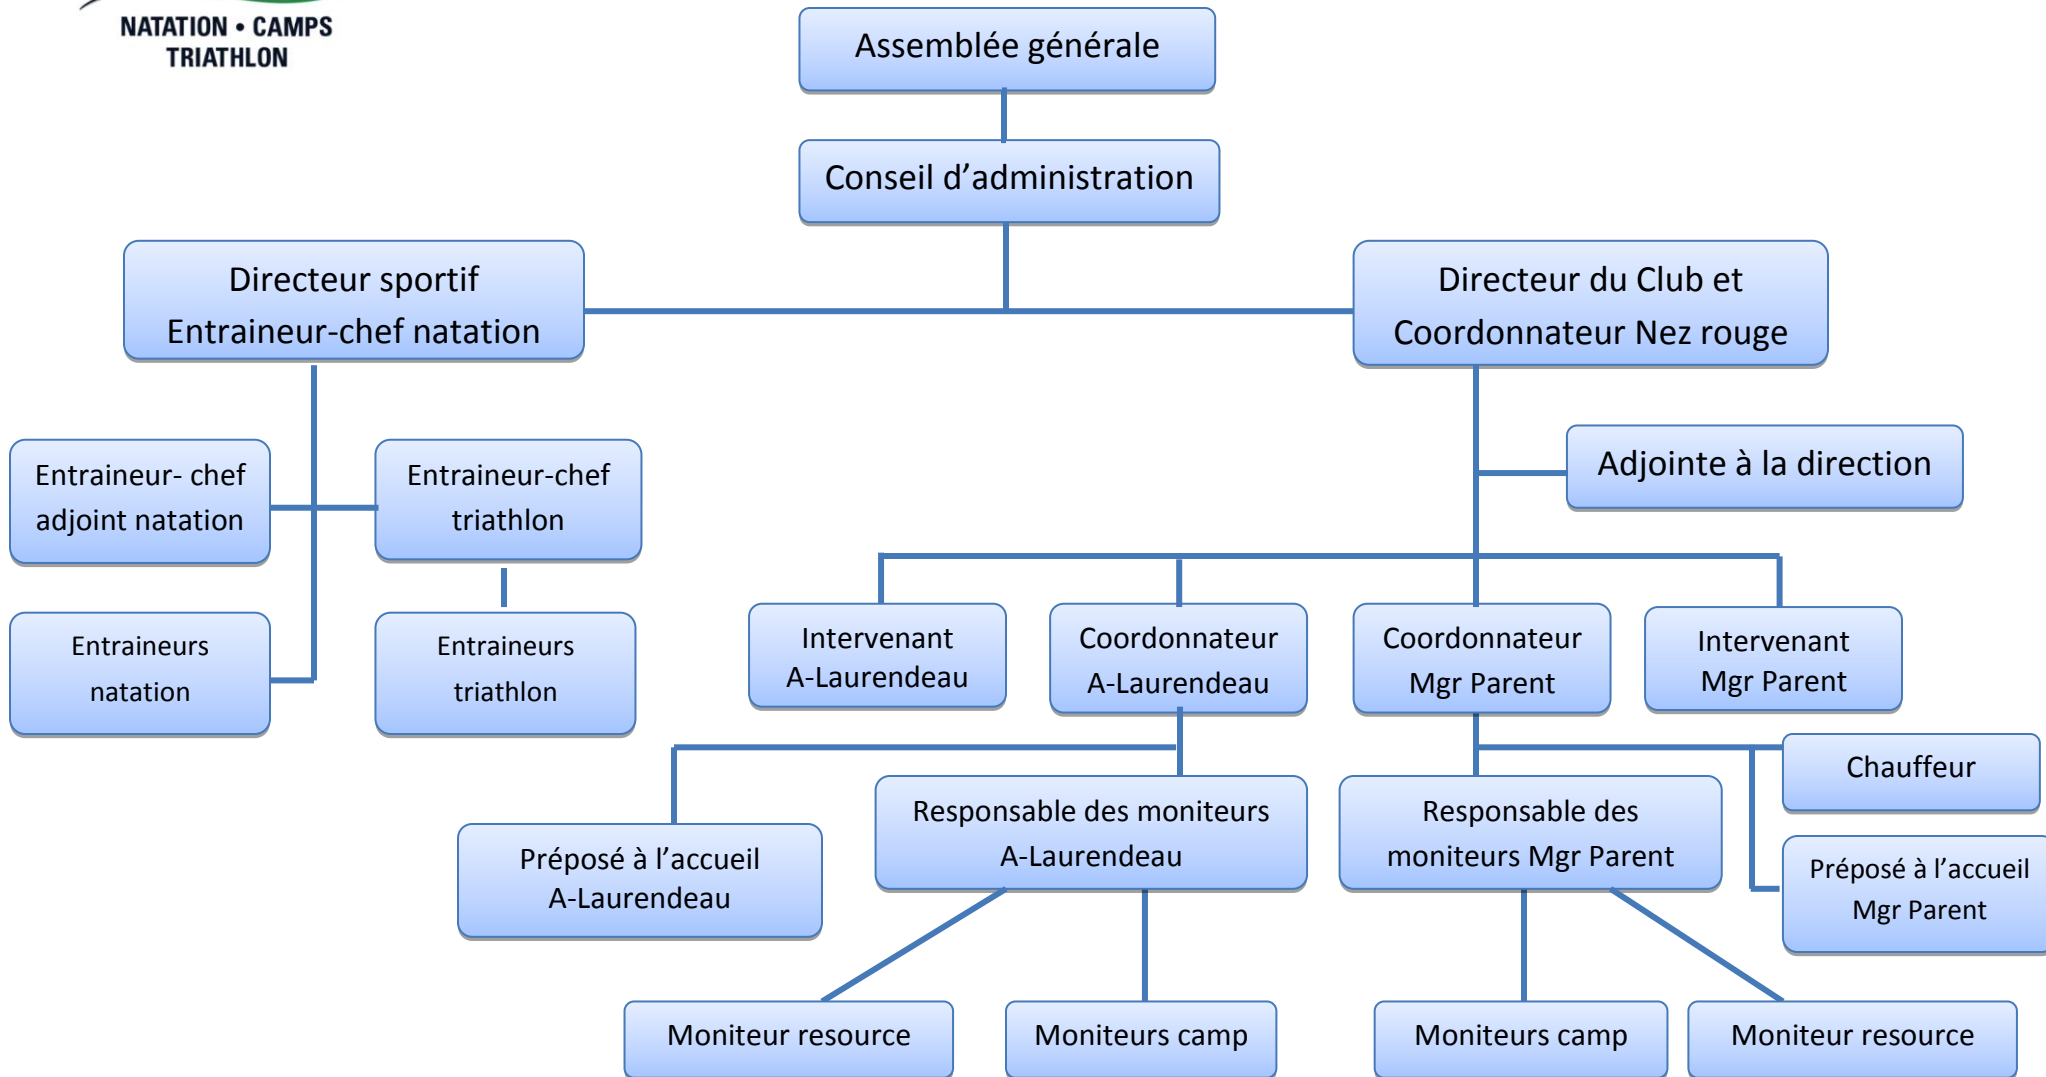 NATATION • CAMPS
TRIATHLON
Assemblée générale
Conseil d’administration
Directeur sportif
Entraineur-chef natation
Directeur du Club et
Coordonnateur Nez rouge
Entraineur- chef
adjoint natation
Entraineur-chef
triathlon
Adjointe à la direction
Entraineurs
natation
Entraineurs
triathlon
Intervenant
A-Laurendeau
Coordonnateur
A-Laurendeau
Coordonnateur
Mgr Parent
Intervenant
Mgr Parent
Chauffeur
Préposé à l’accueil
A-Laurendeau
Responsable des moniteurs
A-Laurendeau
Responsable des
moniteurs Mgr Parent
Préposé à l’accueil
Mgr Parent
Moniteur resource
Moniteurs camp
Moniteurs camp
Moniteur resource